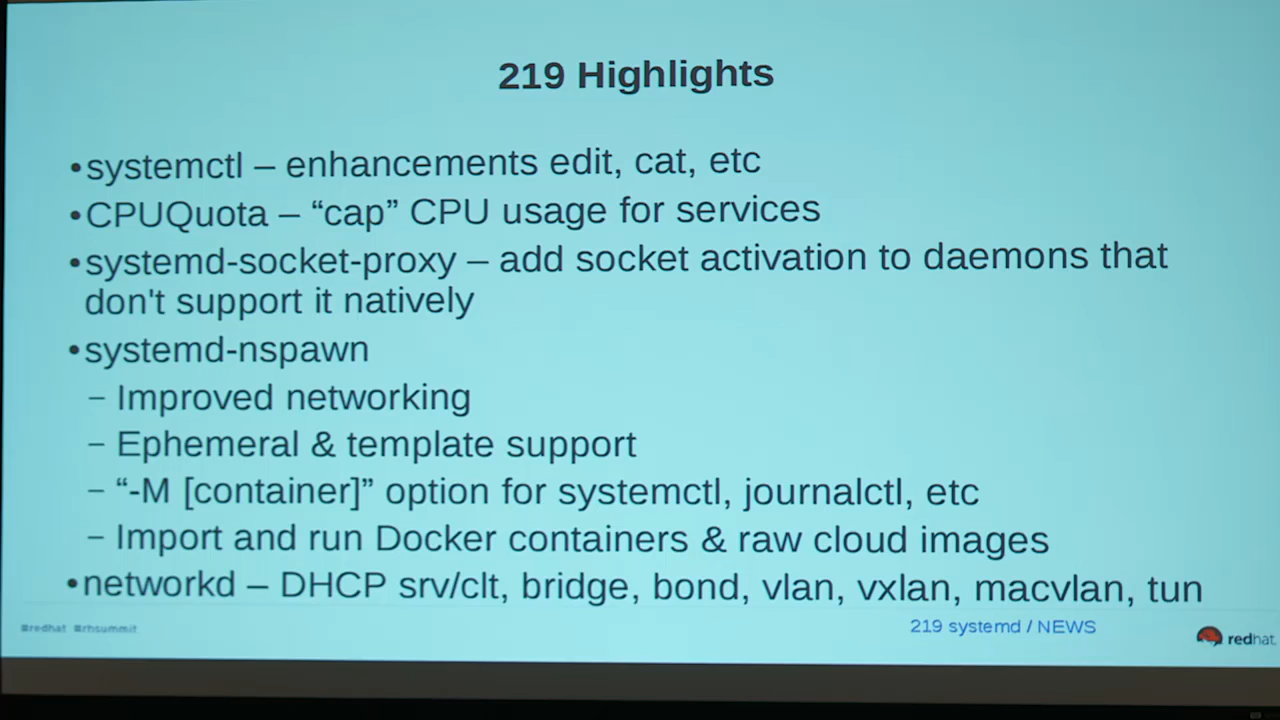 219 Highlights
•systemctl – enhancements edit, cat, etc
•CPUQuota – “cap” CPU usage for services
•systemd-socket-proxy – add socket activation to daemons that
don't support it natively
•systemd-nspawn
– Improved networking
– Ephemeral & template support
– “-M [container]” option for systemctl, journalctl, etc
– Import and run Docker containers & raw cloud images
•networkd – DHCP srv/clt, bridge, bond, vlan, vxlan, macvlan, tun
#redhat #rhsummit
219 systemd / NEWS
redhat.